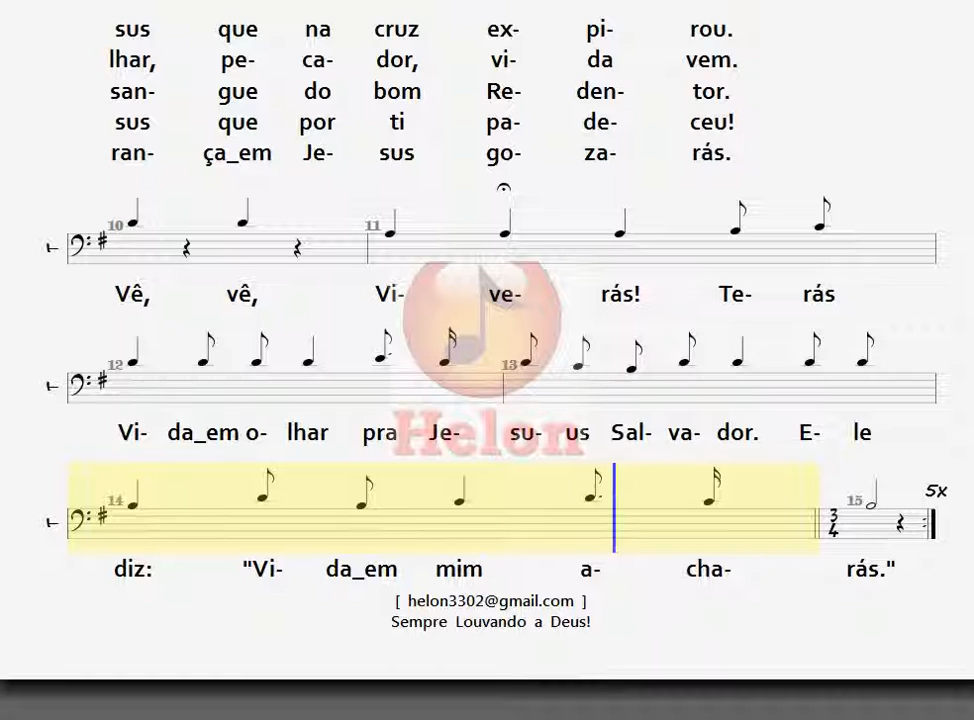 sus que na cruz ex- pi- rou.
lhar, pe- ca- dor, vi- da vem.
san- gue do bom Re- den- tor.
sus que por ti pa- de- ceu!
ran- ça_em Je- sus go- za- rás.
10 11
T
Vê, vê, Vi- ve- rás! Te- rás
12 13
T
Vi- da_em o- lhar pra Je- su- us Sal- va- dor. E- le
Helon
14 3 4 15 5x
T
diz: "Vi- da_em mim a- cha- rás."
[ helon3302@gmail.com ]
Sempre Louvando a Deus!